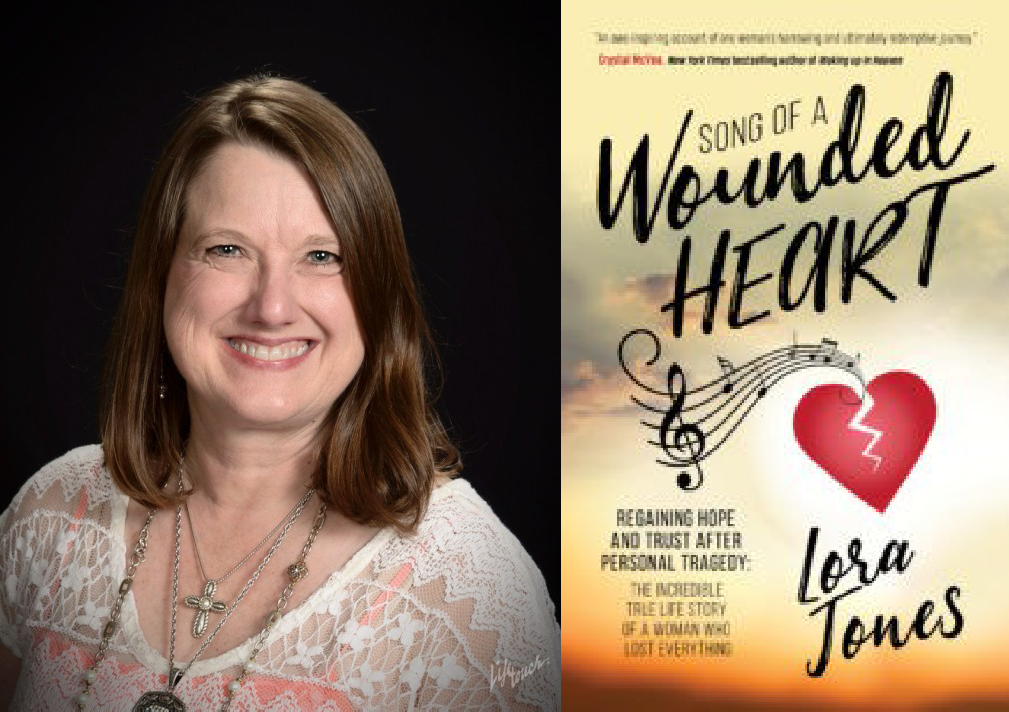 "An awe-inspiring account of one woman's harrowing and ultimately redemptive journey."
Crystal McVea, New York Times bestselling author of Waking up in Heaven
SONG OF A
Wounded
HEART
REGAINING HOPE
AND TRUST AFTER
PERSONAL TRAGEDY:
THE INCREDIBLE
TRUE LIFE STORY
OF A WOMAN WHO
LOST EVERYTHING
Lora
Jones
Lifetouch.